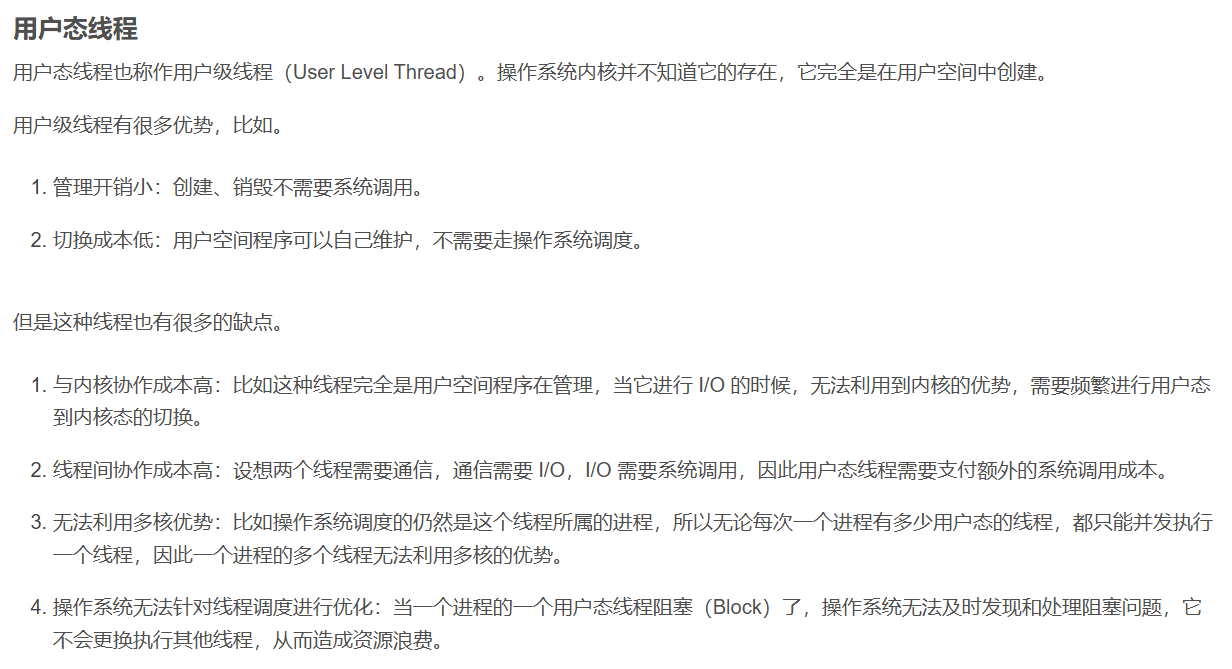 用户态线程
用户态线程也称作用户级线程（User Level Thread）。操作系统内核并不知道它的存在，它完全是在用户空间中创建。
用户级线程有很多优势，比如。
1. 管理开销小：创建、销毁不需要系统调用。
2. 切换成本低：用户空间程序可以自己维护，不需要走操作系统调度。
但是这种线程也有很多的缺点。
1. 与内核协作成本高：比如这种线程完全是用户空间程序在管理，当它进行 I/O 的时候，无法利用到内核的优势，需要频繁进行用户态
到内核态的切换。
2. 线程间协作成本高：设想两个线程需要通信，通信需要 I/O，I/O 需要系统调用，因此用户态线程需要支付额外的系统调用成本。
3. 无法利用多核优势：比如操作系统调度的仍然是这个线程所属的进程，所以无论每次一个进程有多少用户态的线程，都只能并发执行
一个线程，因此一个进程的多个线程无法利用多核的优势。
4. 操作系统无法针对线程调度进行优化：当一个进程的一个用户态线程阻塞（Block）了，操作系统无法及时发现和处理阻塞问题，它
不会更换执行其他线程，从而造成资源浪费。